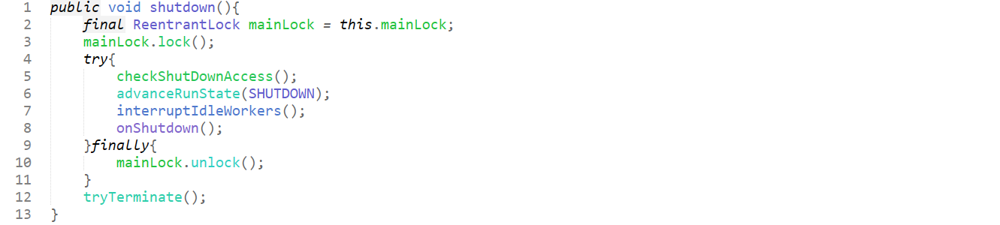 1 public void shutdown(){
2     final ReentrantLock mainLock = this.mainLock;
3     mainLock.lock();
4     try{
5         checkShutDownAccess();
6         advanceRunState(SHUTDOWN);
7         interruptIdleWorkers();
8         onShutdown();
9     }finally{
10         mainLock.unlock();
11     }
12     tryTerminate();
13 }